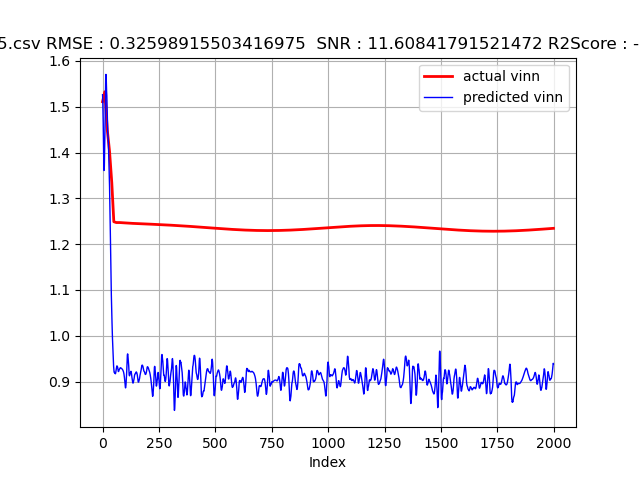 5.csv RMSE : 0.32598915503416975 SNR : 11.60841791521472 R2Score : -
1.6
1.5
1.4
1.3
1.2
1.1
1.0
0.9
actual vinn
predicted vinn
0 250 500 750 1000 1250 1500 1750 2000
Index